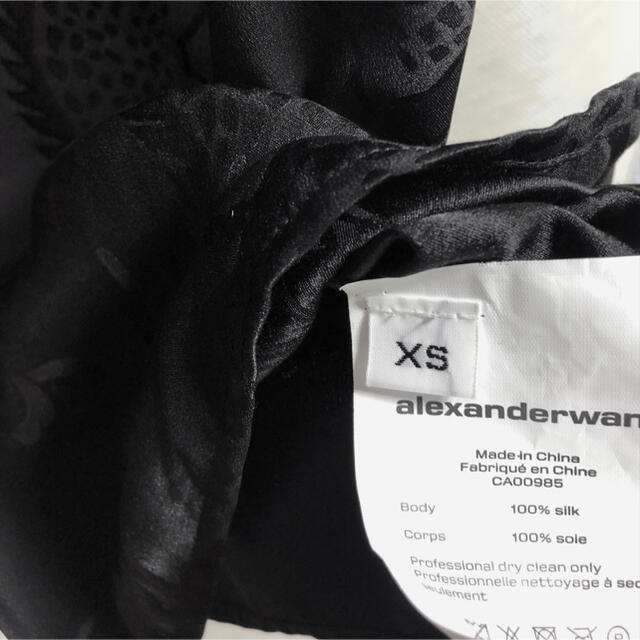 XS
alexanderwan
Made in China
Fabriqué en Chine
CA00985
Body 100% silk
Corps 100% soie
Professional dry clean only
Professionnelle nettoyage à sec
seulement